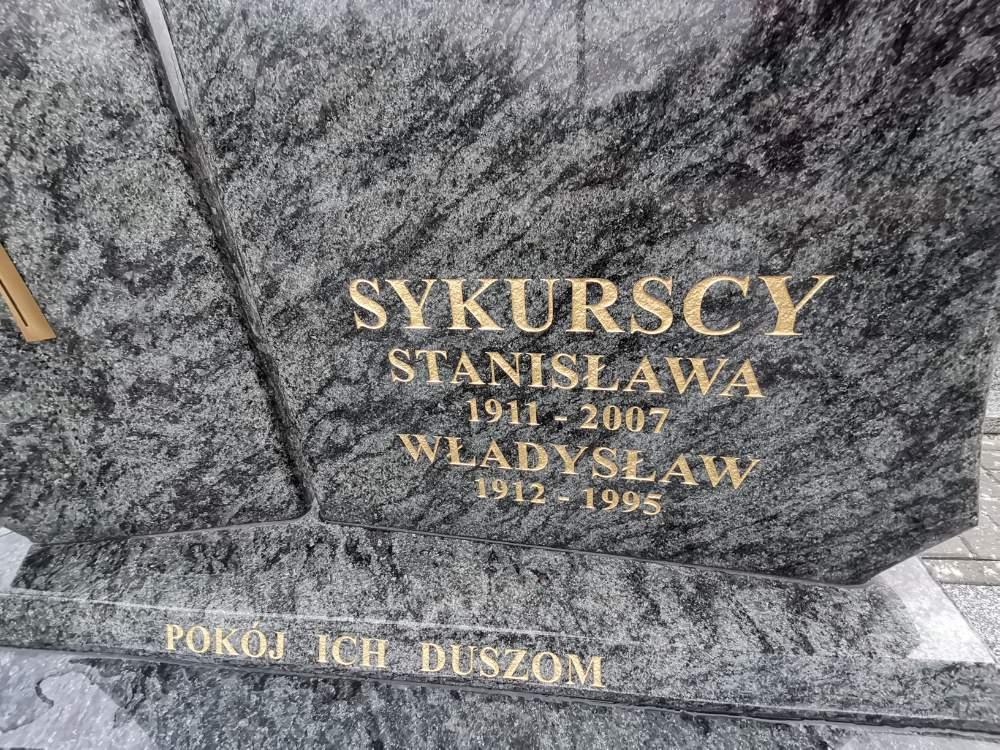 SYKURSCY
STANISŁAWA
1911 - 2007
WŁADYSŁAW
1912 - 1995
POKÓJ ICH DUSZOM